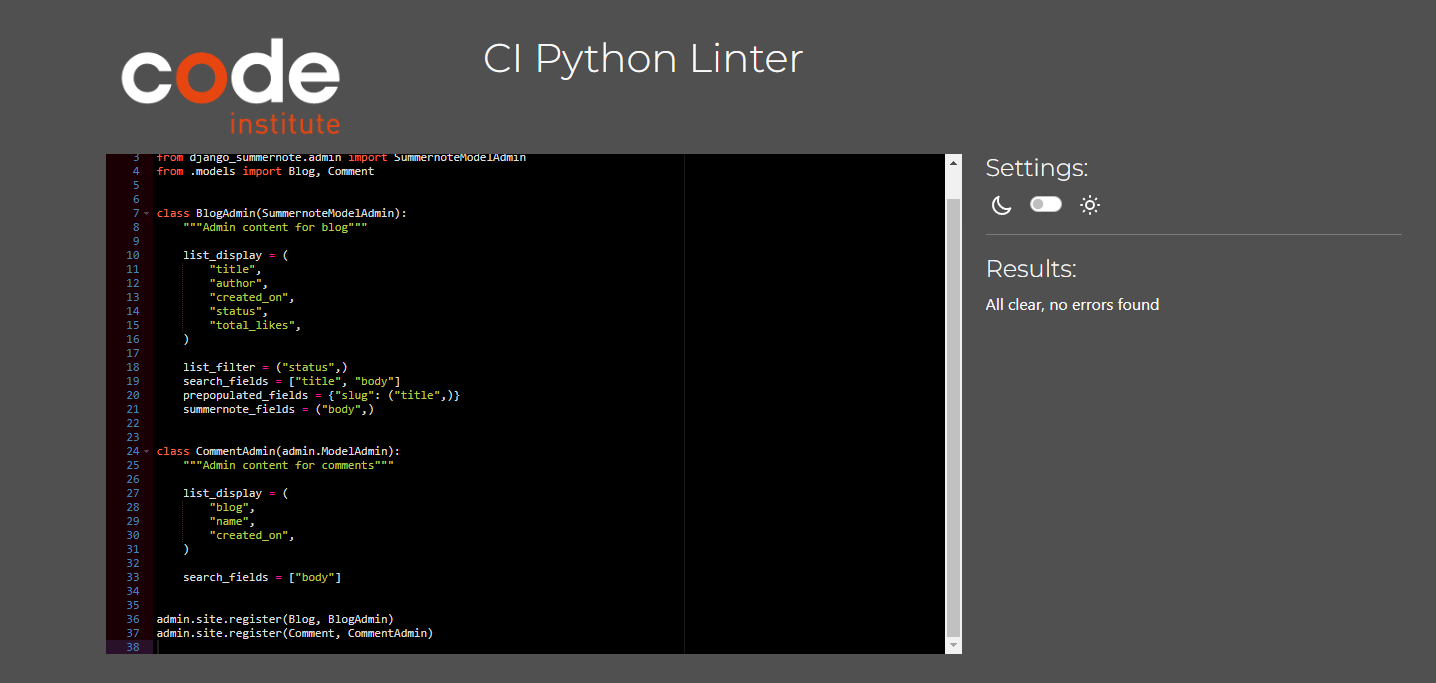 code
institute
CI Python Linter
3 from django_summernote.admin import SummernoteModelAdmin
4 from .models import Blog, Comment
5
6
7 class BlogAdmin(SummernoteModelAdmin):
8     """Admin content for blog"""
9
10     list_display = (
11         "title",
12         "author",
13         "created_on",
14         "status",
15         "total_likes",
16     )
17
18     list_filter = ("status",)
19     search_fields = ["title", "body"]
20     prepopulated_fields = {"slug": ("title",)}
21     summernote_fields = ("body",)
22
23
24 class CommentAdmin(admin.ModelAdmin):
25     """Admin content for comments"""
26
27     list_display = (
28         "blog",
29         "name",
30         "created_on",
31     )
32
33     search_fields = ["body"]
34
35
36 admin.site.register(Blog, BlogAdmin)
37 admin.site.register(Comment, CommentAdmin)
38
Settings:
Results:
All clear, no errors found